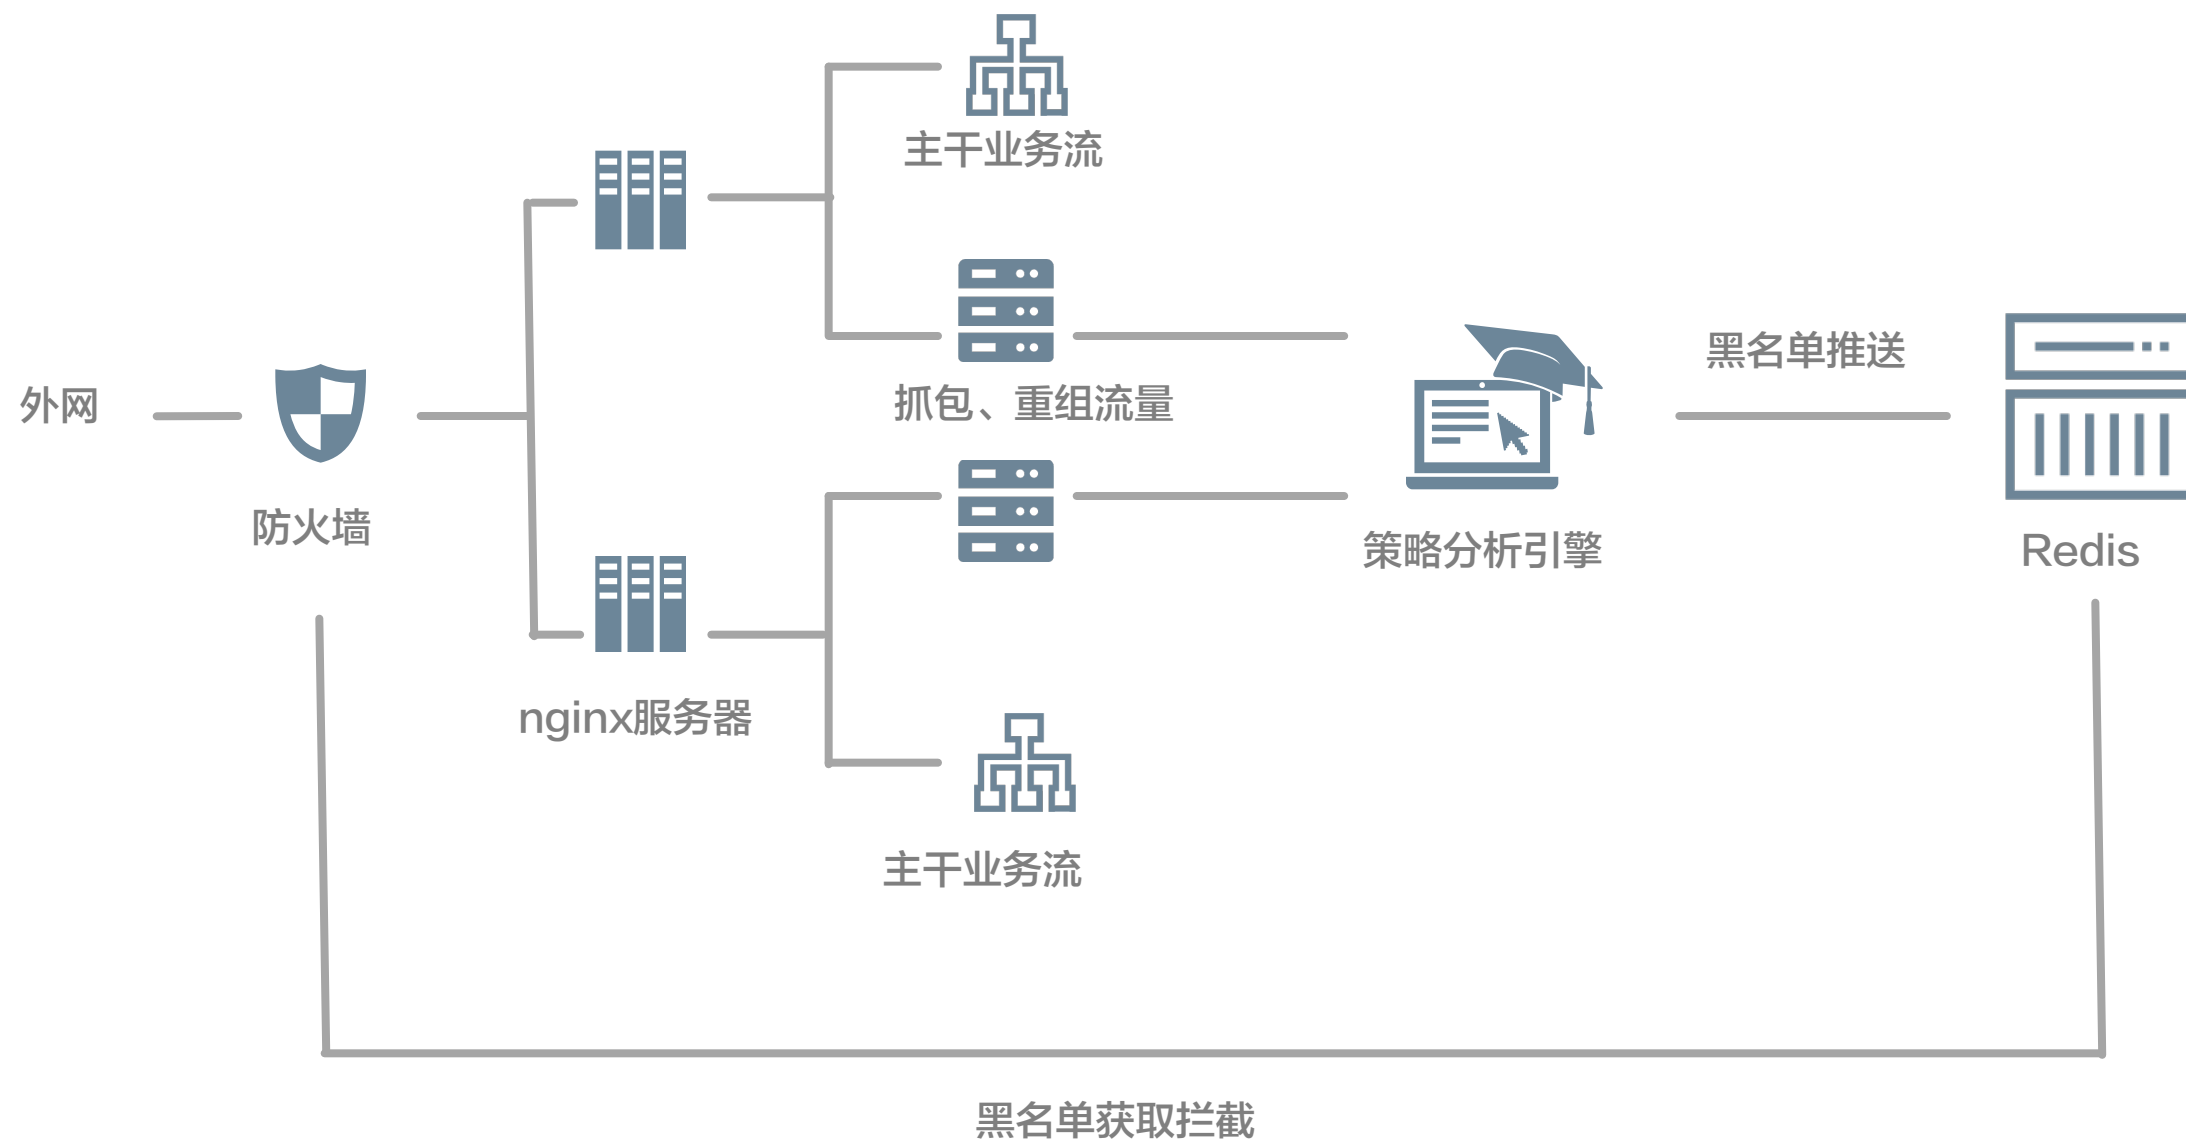 主干业务流
黑名单推送
外网
抓包、重组流量
防火墙
策略分析引擎
Redis
nginx服务器
主干业务流
黑名单获取拦截